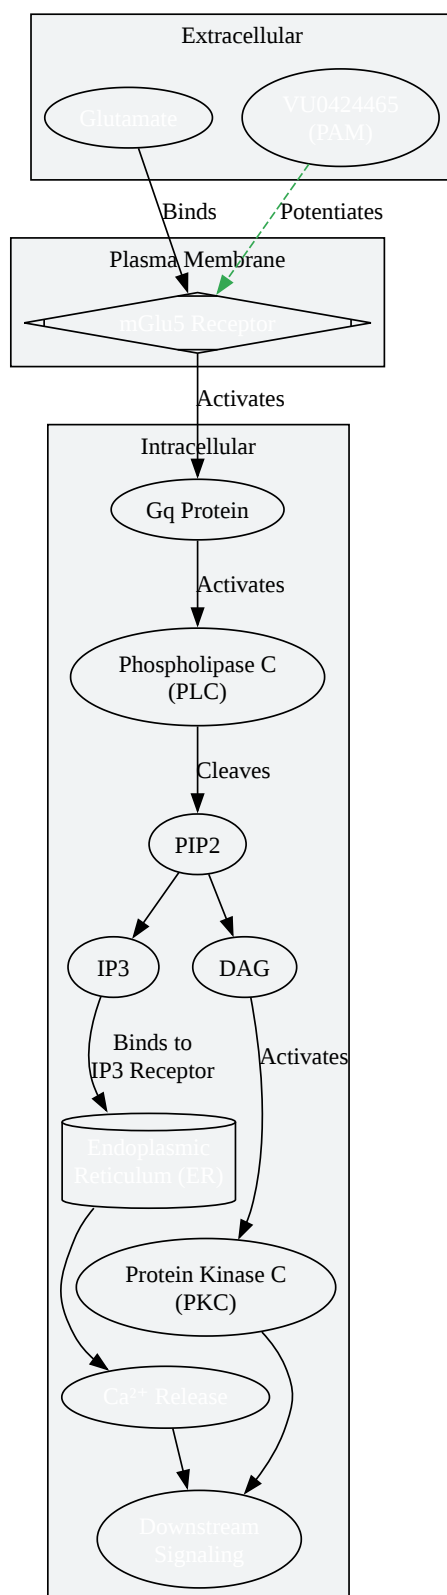 Extracellular
Glutamate
VU0424465
(PAM)
Binds
Potentiates
Plasma Membrane
mGlu5 Receptor
Activates
Intracellular
Gq Protein
Activates
Phospholipase C
(PLC)
Cleaves
PIP2
IP3
DAG
Binds to
IP3 Receptor
Activates
Endoplasmic
Reticulum (ER)
Protein Kinase C
(PKC)
Ca²⁺ Release
Downstream
Signaling